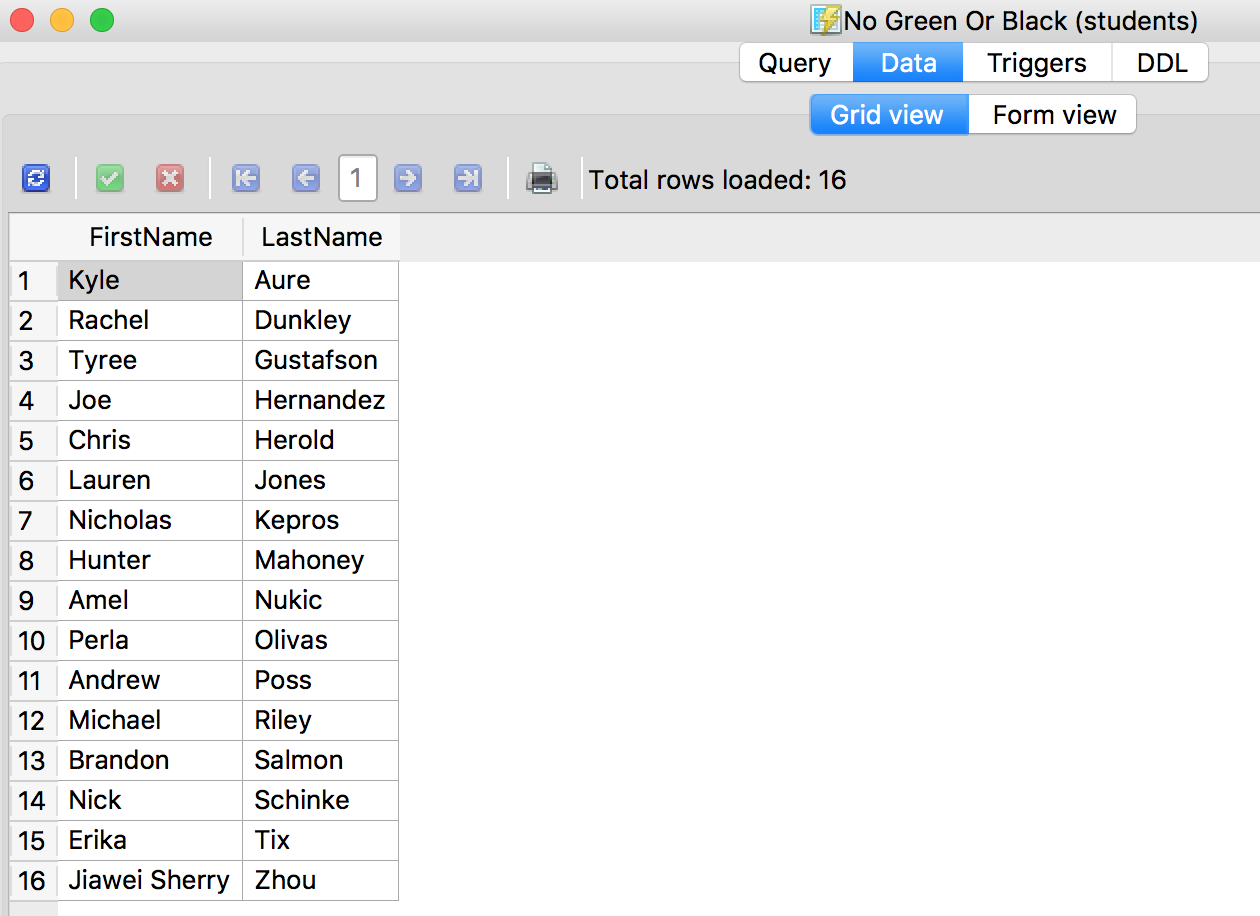 No Green Or Black (students)
Query Data Triggers DDL
Grid view Form view
1 Total rows loaded: 16
FirstName LastName
1 Kyle Aure
2 Rachel Dunkley
3 Tyree Gustafson
4 Joe Hernandez
5 Chris Herold
6 Lauren Jones
7 Nicholas Kepros
8 Hunter Mahoney
9 Amel Nukic
10 Perla Olivas
11 Andrew Poss
12 Michael Riley
13 Brandon Salmon
14 Nick Schinke
15 Erika Tix
16 Jiawei Sherry Zhou